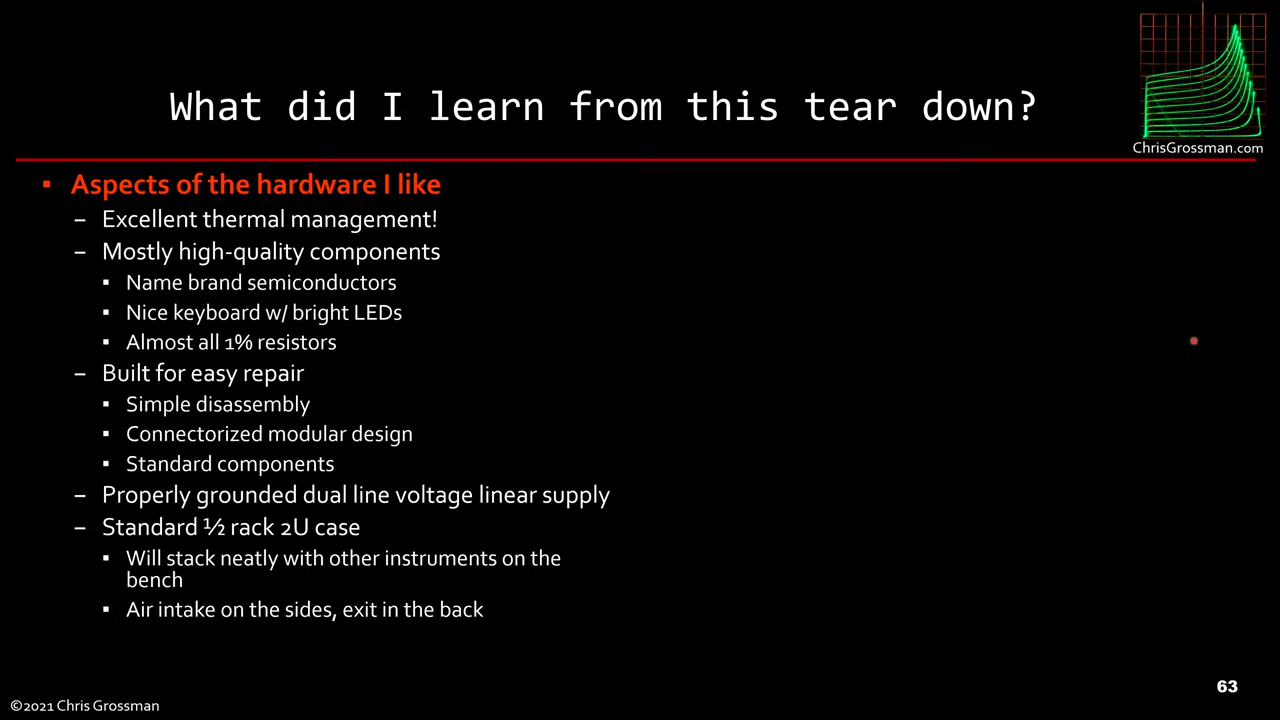 What did I learn from this tear down?
ChrisGrossman.com
▪ Aspects of the hardware I like
– Excellent thermal management!
– Mostly high-quality components
▪ Name brand semiconductors
▪ Nice keyboard w/ bright LEDs
▪ Almost all 1% resistors
– Built for easy repair
▪ Simple disassembly
▪ Connectorized modular design
▪ Standard components
– Properly grounded dual line voltage linear supply
– Standard ½ rack 2U case
▪ Will stack neatly with other instruments on the
bench
▪ Air intake on the sides, exit in the back
63
©2021 Chris Grossman